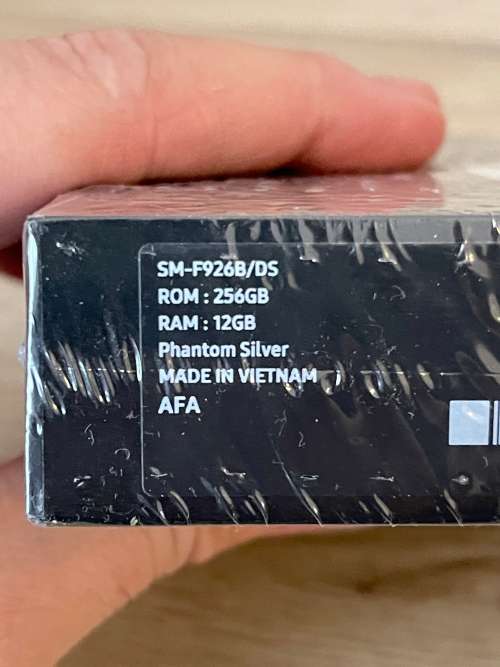 SM-F926B/DS
ROM : 256GB
RAM : 12GB
Phantom Silver
MADE IN VIETNAM
AFA